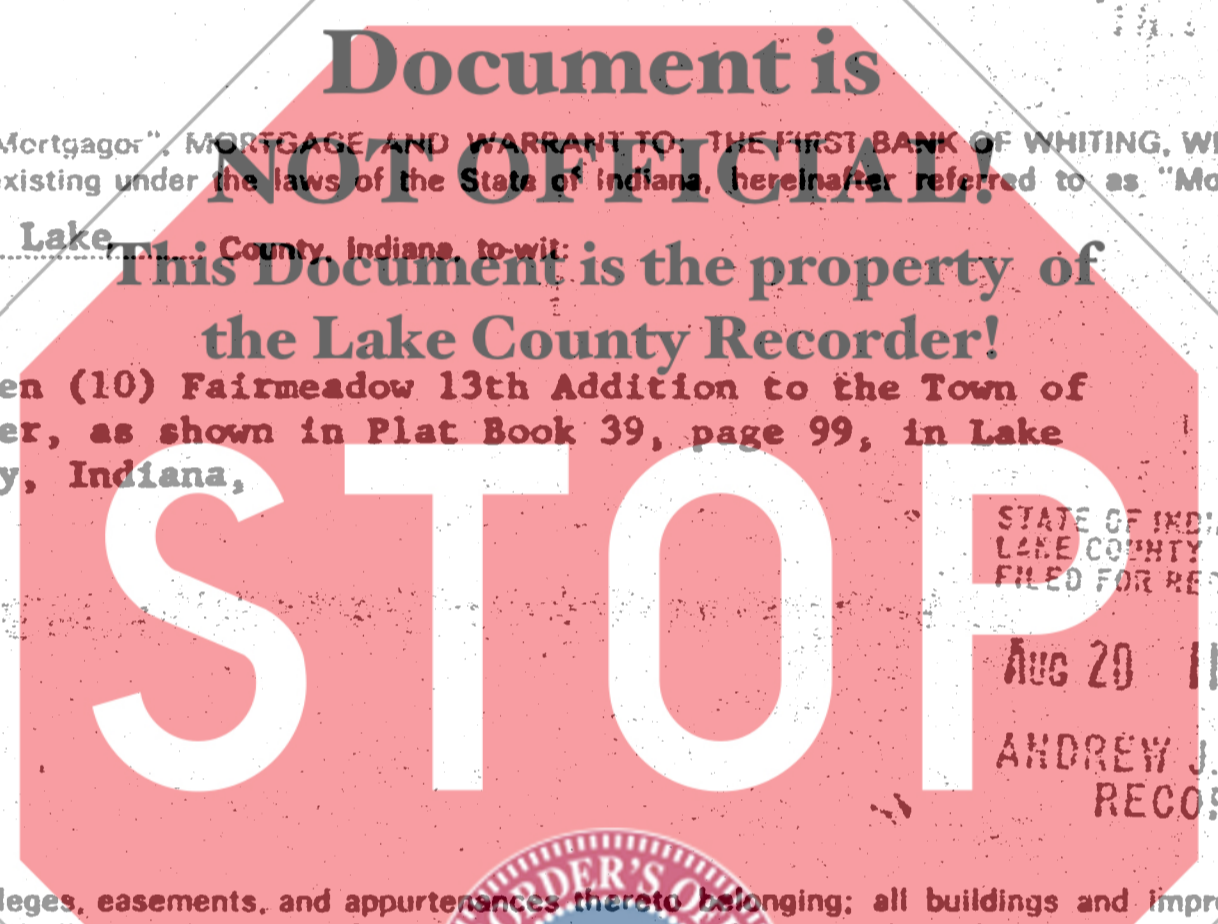 Document is
Mortgagor", MORTGAGE AND WARRANT TO: THE FIRST BANK OF WHITING,
NOT OFFICIAL!
existing under the laws of the State of Indiana, hereinafter referred to as "Mo
Lake County, Indiana, to-wit:
This Document is the property of
the Lake County Recorder!
en (10) Fairmeadow 13th Addition to the Town of
er, as shown in Plat Book 39, page 99, in Lake
y, Indiana,
STOP
STATE OF IND
LAKE COUNTY
FILED FOR RE
AUG 20
ANDREW J.
RECO
RDER'S O
leges, easements, and appurtenances thereto belonging; all buildings and impr